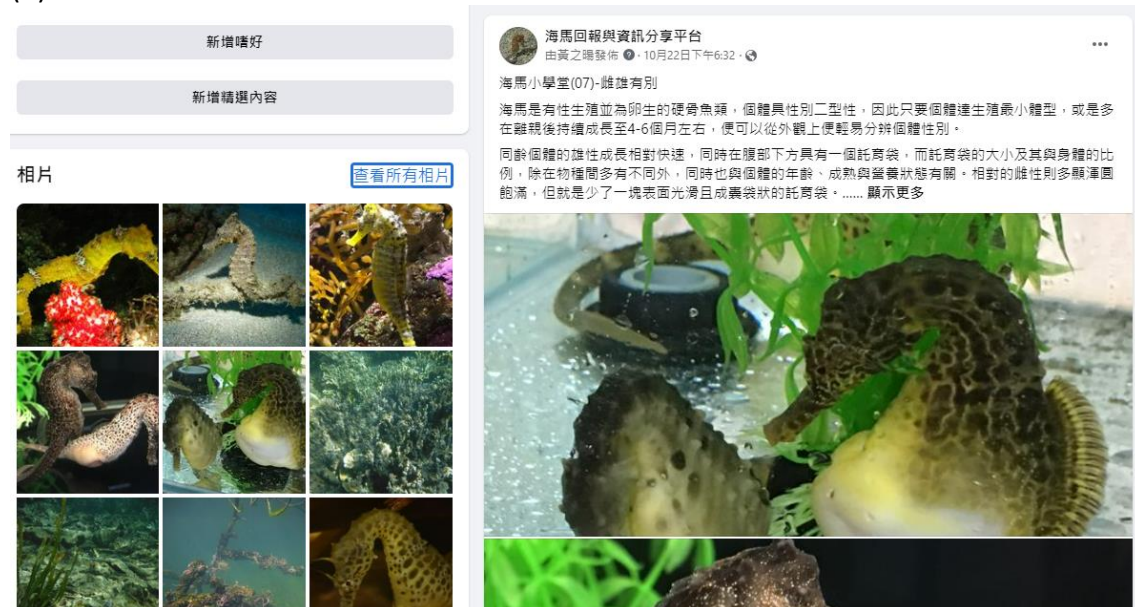 新增嗜好
新增精選內容
相片
查看所有相片
海馬回報與資訊分享平台
由黃之暘發佈 · 10月22日下午6:32 ·
海馬小學堂(07)-雌雄有別
海馬是有性生殖並為卵生的硬骨魚類，個體具性別二型性，因此只要個體達生殖最小體型，或是多
在離親後持續成長至4-6個月左右，便可以從外觀上便輕易分辨個體性別。
同齡個體的雄性成長相對快速，同時在腹部下方具有一個託育袋，而託育袋的大小及其與身體的比
例，除在物種間多有不同外，同時也與個體的年齡、成熟與營養狀態有關。相對的雌性則多顯渾圓
飽滿，但就是少了一塊表面光滑且成囊袋狀的託育袋。...... 顯示更多